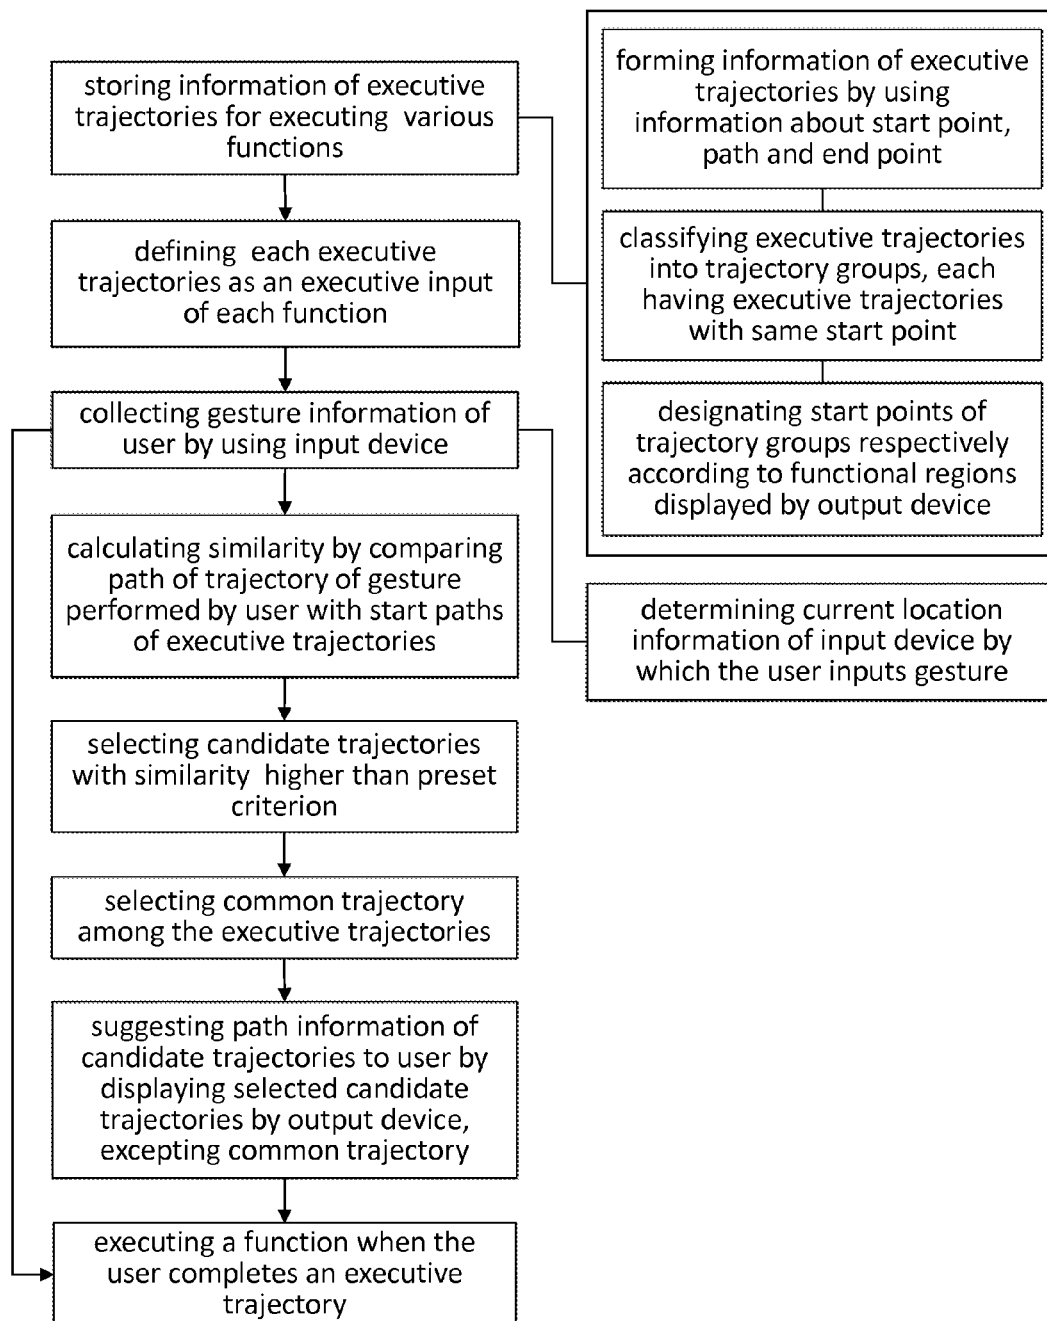 storing information of executive
trajectories for executing various
functions
defining each executive
trajectories as an executive input
of each function
collecting gesture information of
user by using input device
calculating similarity by comparing
path of trajectory of gesture
performed by user with start paths
of executive trajectories
selecting candidate trajectories
with similarity higher than preset
criterion
selecting common trajectory
among the executive trajectories
suggesting path information of
candidate trajectories to user by
displaying selected candidate
trajectories by output device,
excepting common trajectory
executing a function when the
user completes an executive
trajectory
forming information of executive
trajectories by using
information about start point,
path and end point
classifying executive trajectories
into trajectory groups, each
having executive trajectories
with same start point
designating start points of
trajectory groups respectively
according to functional regions
displayed by output device
determining current location
information of input device by
which the user inputs gesture